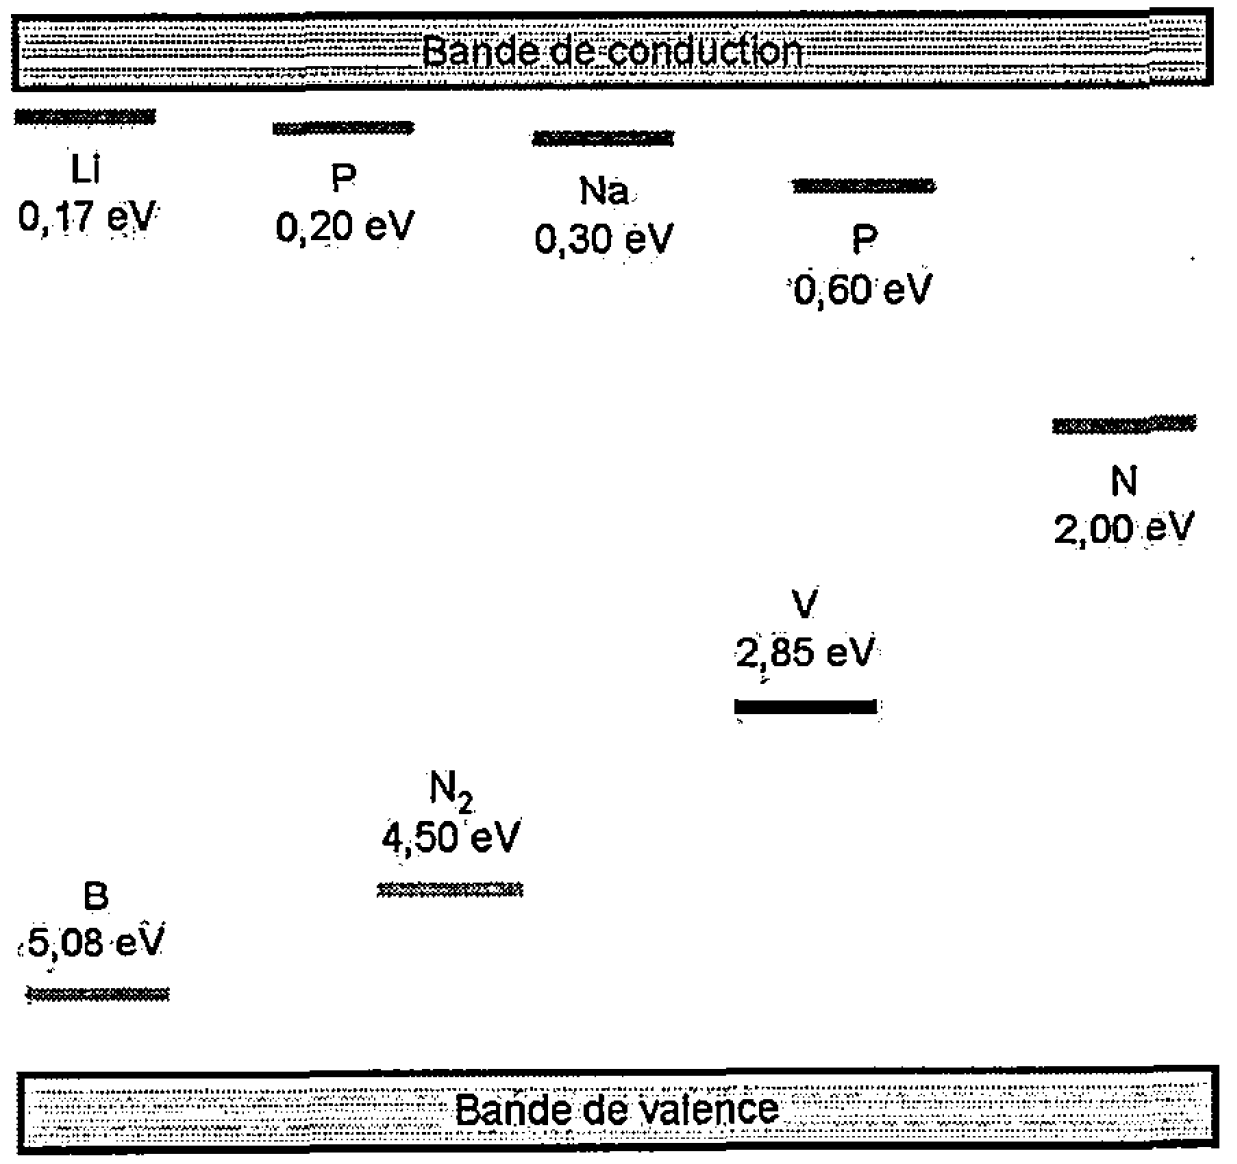 Bande de conduction
Li
0,17 eV
P
0,20 eV
Na
0,30 eV
P
0,60 eV
N
2,00 eV
V
2,85 eV
N₂
4,50 eV
B
5,08 eV
Bande de valence